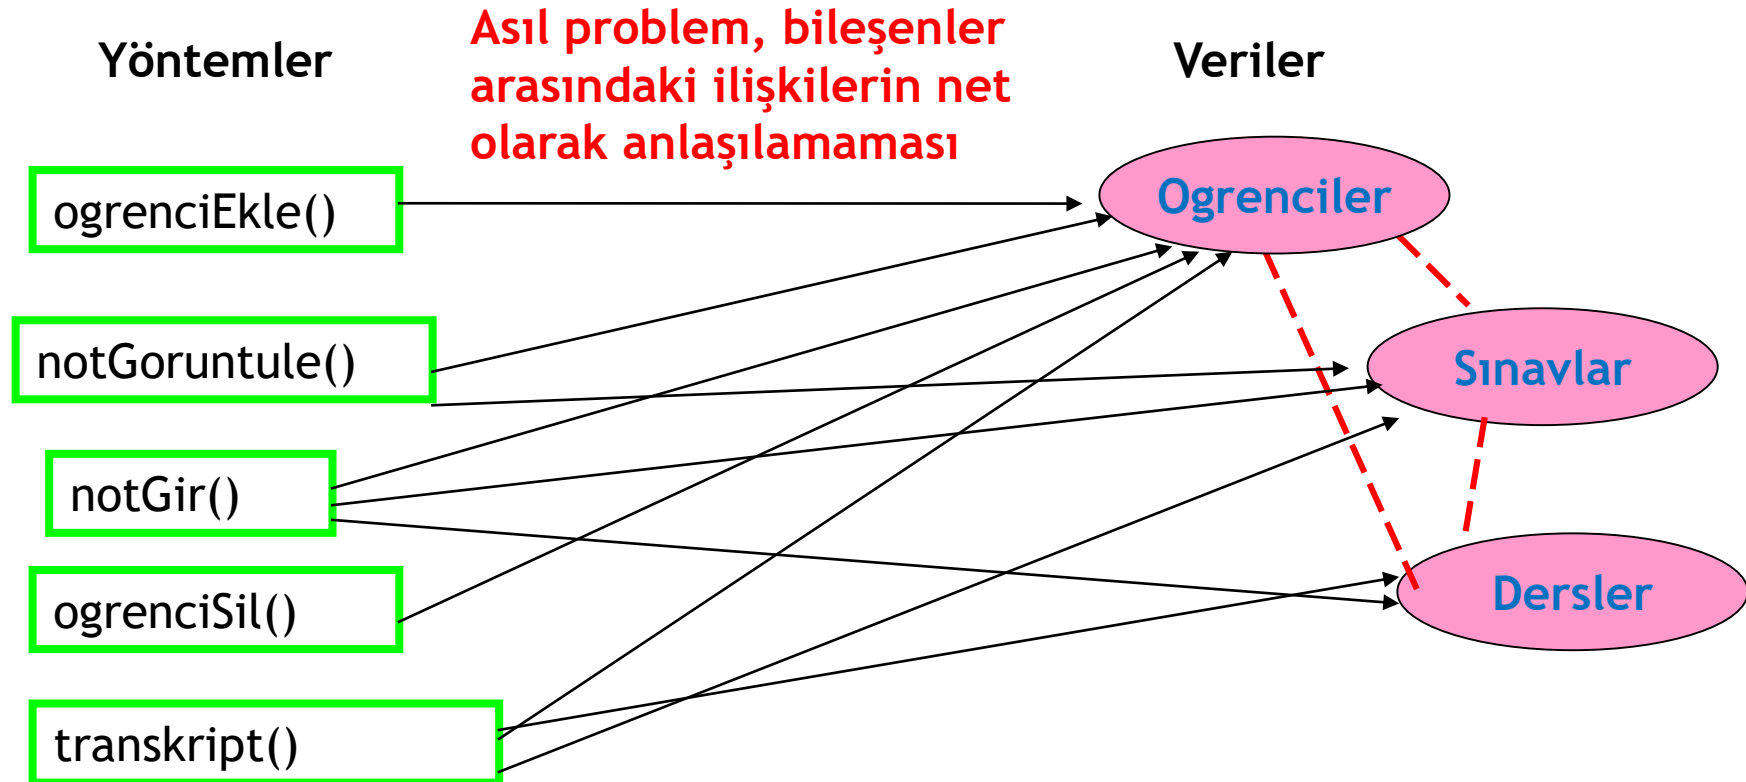 Yöntemler
Asıl problem, bileşenler
arasındaki ilişkilerin net
olarak anlaşılamaması
Veriler
ogrenciEkle()
notGoruntule()
notGir()
ogrenciSil()
transkript()
Ogrenciler
Sınavlar
Dersler